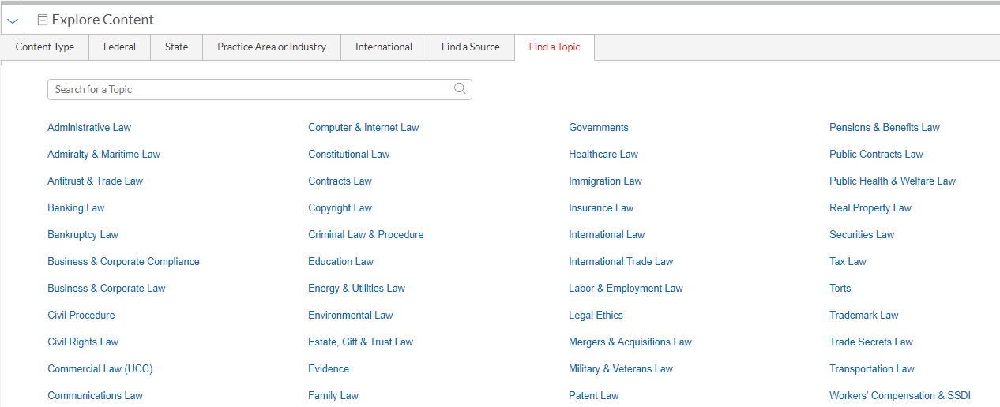 Explore Content
Content Type
Federal
State
Practice Area or Industry
International
Find a Source
Find a Topic
Search for a Topic
Administrative Law
Admiralty & Maritime Law
Antitrust & Trade Law
Banking Law
Bankruptcy Law
Business & Corporate Compliance
Business & Corporate Law
Civil Procedure
Civil Rights Law
Commercial Law (UCC)
Communications Law
Computer & Internet Law
Constitutional Law
Contracts Law
Copyright Law
Criminal Law & Procedure
Education Law
Energy & Utilities Law
Environmental Law
Estate, Gift & Trust Law
Evidence
Family Law
Governments
Healthcare Law
Immigration Law
Insurance Law
International Law
International Trade Law
Labor & Employment Law
Legal Ethics
Mergers & Acquisitions Law
Military & Veterans Law
Patent Law
Pensions & Benefits Law
Public Contracts Law
Public Health & Welfare Law
Real Property Law
Securities Law
Tax Law
Torts
Trademark Law
Trade Secrets Law
Transportation Law
Workers' Compensation & SSDI